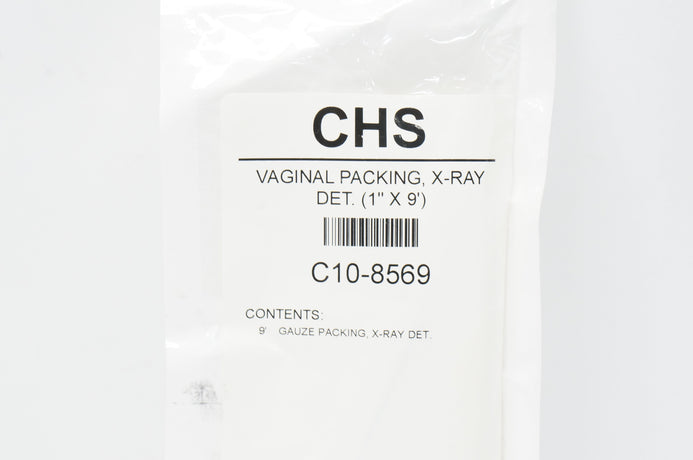 CHS
VAGINAL PACKING, X-RAY
DET. (1" X 9')
C10-8569
CONTENTS:
9' GAUZE PACKING, X-RAY DET.